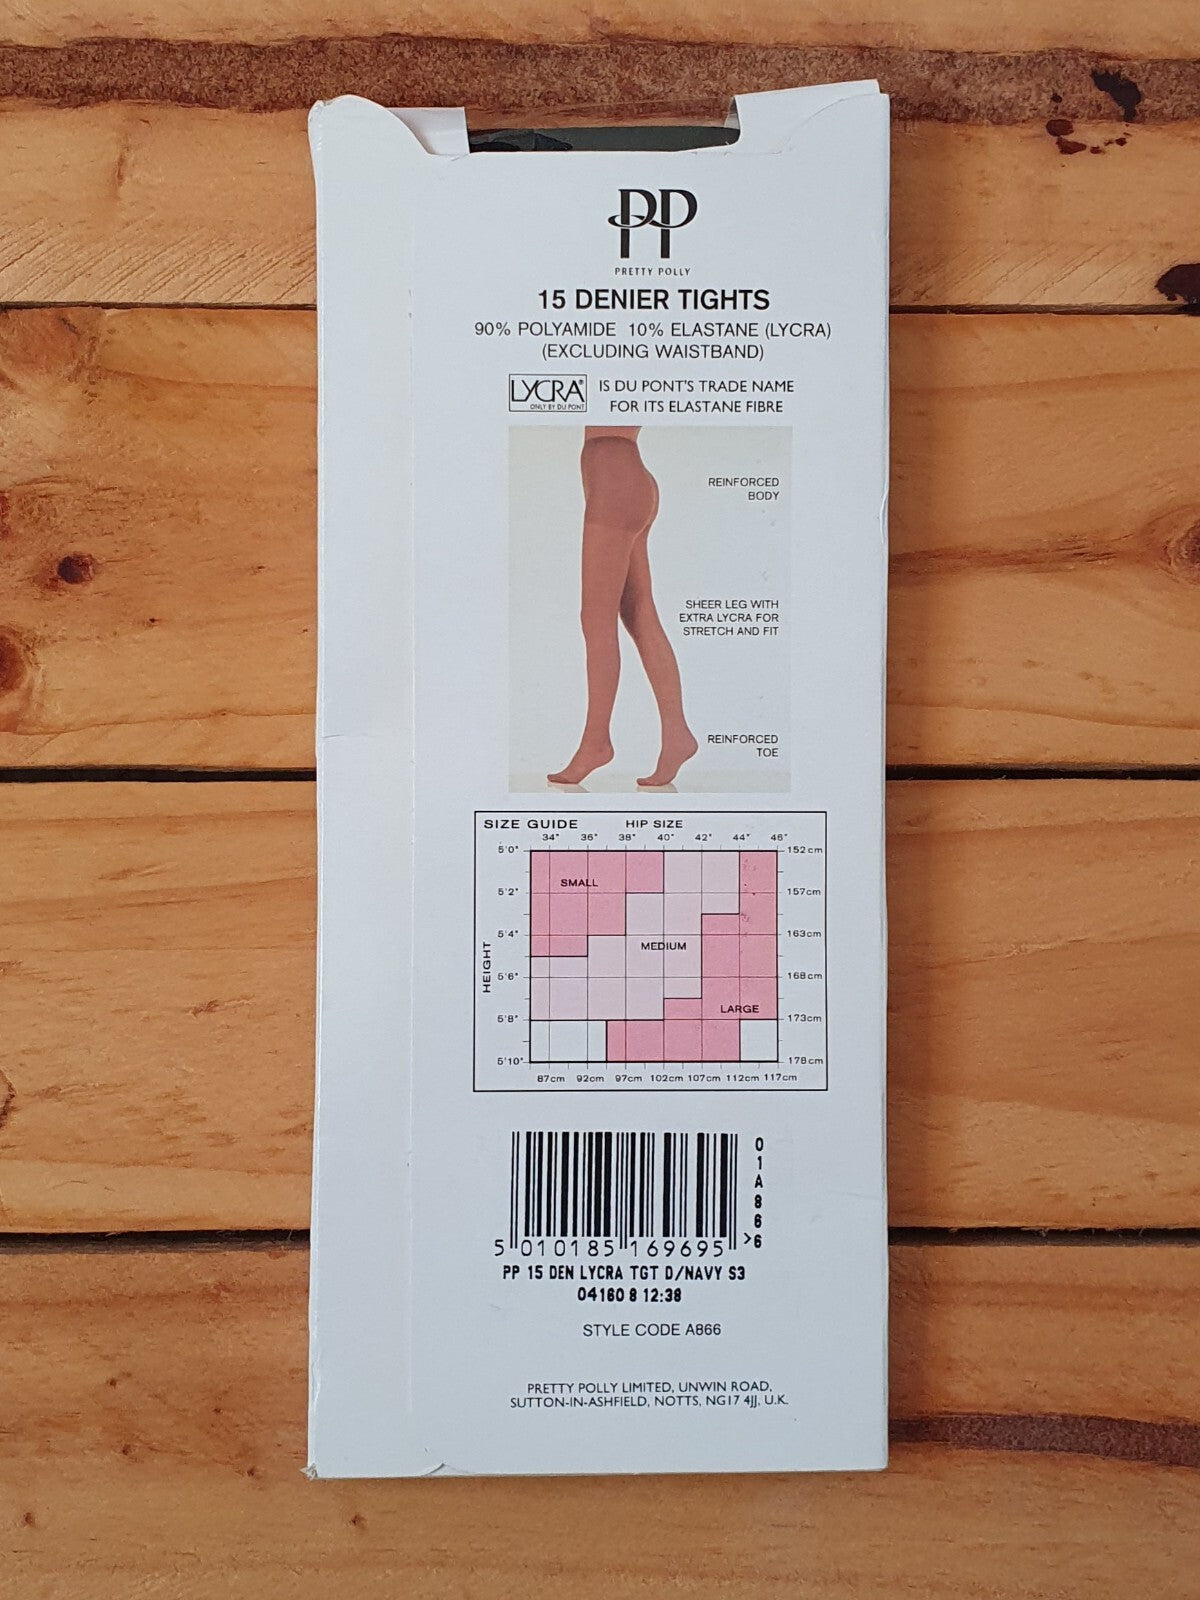 PP
PRETTY POLLY
15 DENIER TIGHTS
90% POLYAMIDE 10% ELASTANE (LYCRA)
(EXCLUDING WAISTBAND)
LYCRA®
ONLY BY DU PONT
IS DU PONT'S TRADE NAME
FOR ITS ELASTANE FIBRE
REINFORCED
BODY
SHEER LEG WITH
EXTRA LYCRA FOR
STRETCH AND FIT
REINFORCED
TOE
SIZE GUIDE HIP SIZE
34" 36" 38" 40" 42" 44" 46"
5'0" 152cm
SMALL
5'2" 157cm
5'4" 163cm
MEDIUM
HEIGHT
5'6" 168cm
LARGE
5'8" 173cm
5'10" 178cm
87cm 92cm 97cm 102cm 107cm 112cm 117cm
01A866
5 010185 169695 >
PP 15 DEN LYCRA TGT D/NAVY S3
04160 8 12:38
STYLE CODE A866
PRETTY POLLY LIMITED, UNWIN ROAD,
SUTTON-IN-ASHFIELD, NOTTS, NG17 4JJ, U.K.